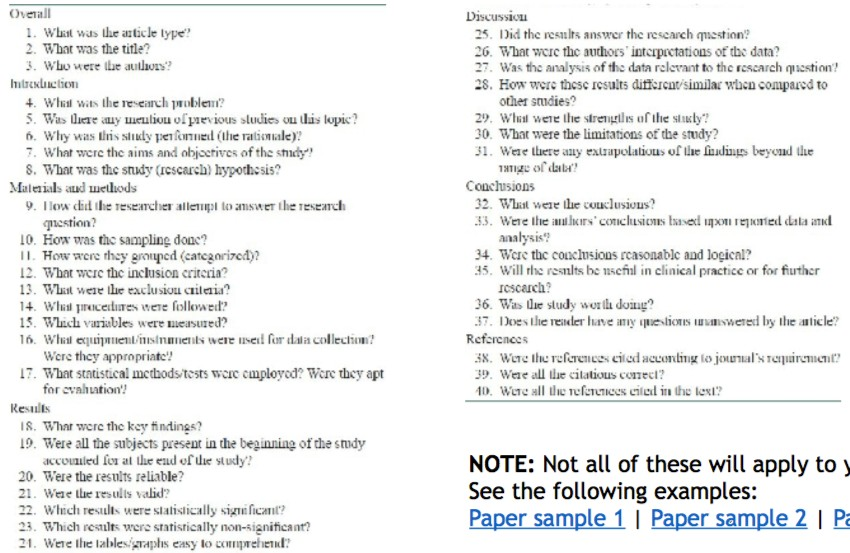 Overall
1. What was the article type?
2. What was the title?
3. Who were the authors?
Introduction
4. What was the research problem?
5. Was there any mention of previous studies on this topic?
6. Why was this study performed (the rationale)?
7. What were the aims and objectives of the study?
8. What was the study (research) hypothesis?
Materials and methods
9. How did the researcher attempt to answer the research
question?
10. How was the sampling done?
11. How were they grouped (categorized)?
12. What were the inclusion criteria?
13. What were the exclusion criteria?
14. What procedures were followed?
15. Which variables were measured?
16. What equipment/instruments were used for data collection?
Were they appropriate?
17. What statistical methods/tests were employed? Were they apt
for evaluation?
Results
18. What were the key findings?
19. Were all the subjects present in the beginning of the study
accounted for at the end of the study?
20. Were the results reliable?
21. Were the results valid?
22. Which results were statistically significant?
23. Which results were statistically non-significant?
24. Were the tables/graphs easy to comprehend?
Discussion
25. Did the results answer the research question?
26. What were the authors' interpretations of the data?
27. Was the analysis of the data relevant to the research question?
28. How were these results different/similar when compared to
other studies?
29. What were the strengths of the study?
30. What were the limitations of the study?
31. Were there any extrapolations of the findings beyond the
range of data?
Conclusions
32. What were the conclusions?
33. Were the authors' conclusions based upon reported data and
analysis?
34. Were the conclusions reasonable and logical?
35. Will the results be useful in clinical practice or for further
research?
36. Was the study worth doing?
37. Does the reader have any questions unanswered by the article?
References
38. Were the references cited according to journal's requirement?
39. Were all the citations correct?
40. Were all the references cited in the text?
NOTE: Not all of these will apply to y
See the following examples:
Paper sample 1 | Paper sample 2 | Pa